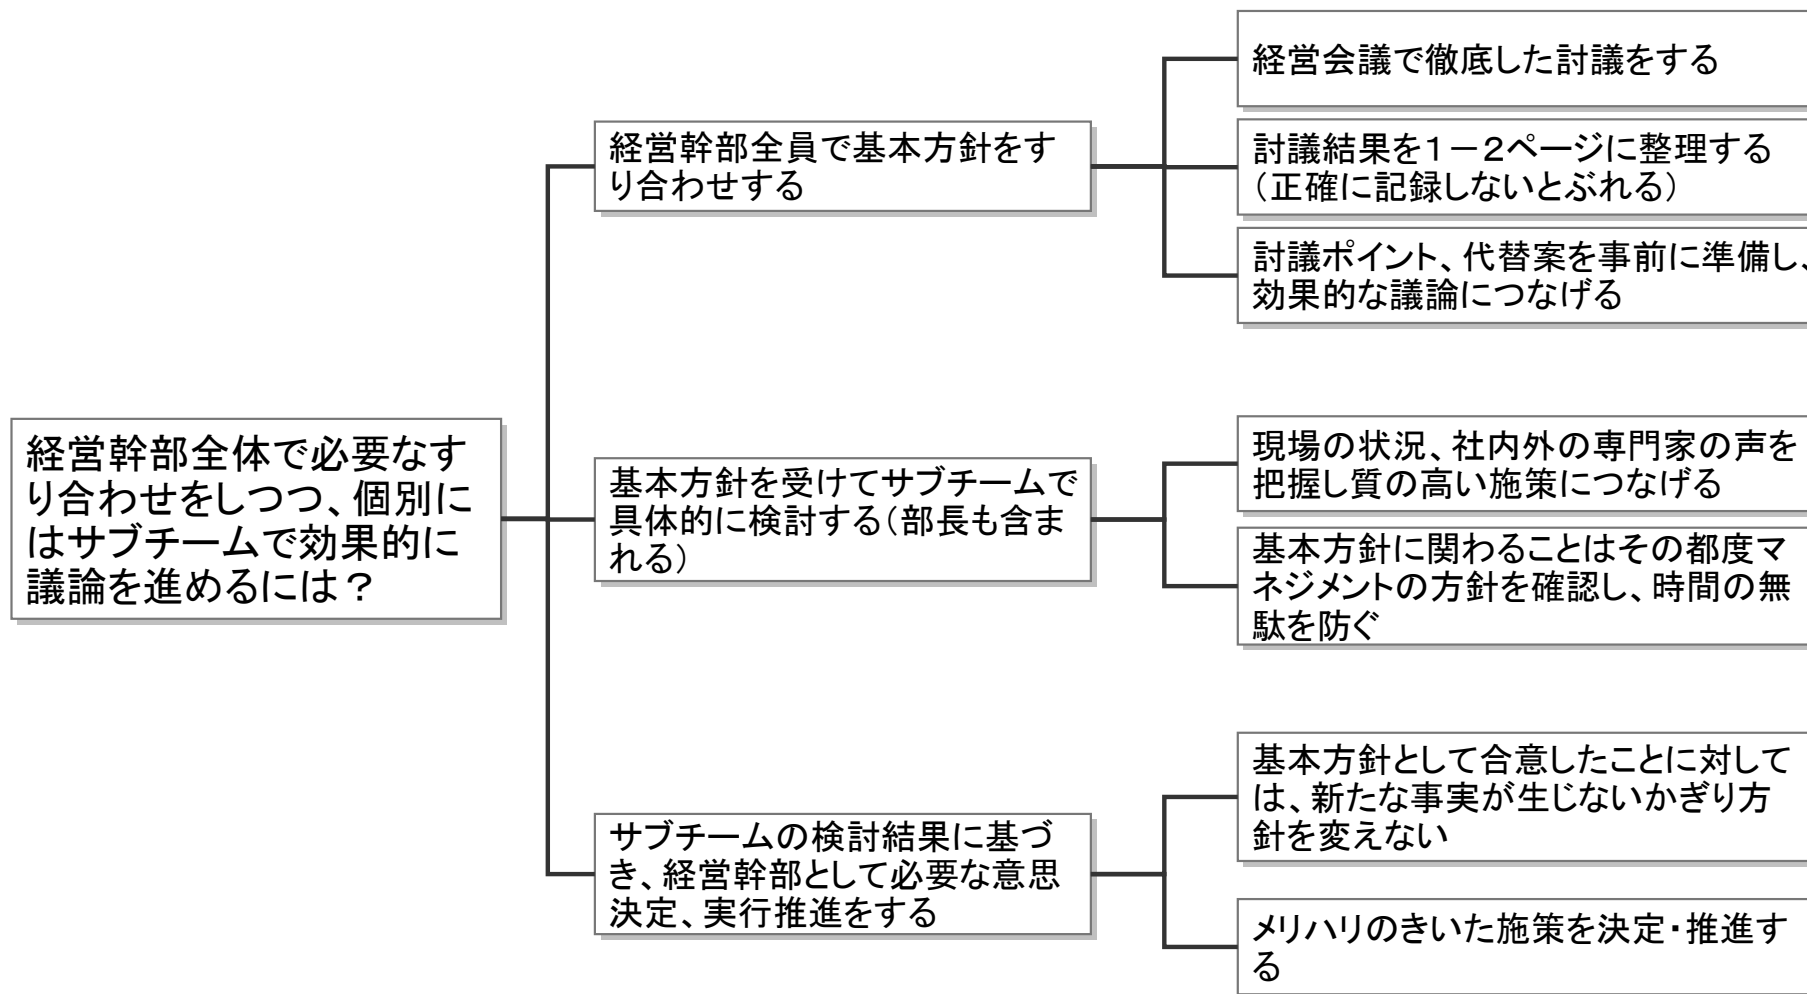 経営幹部全体で必要なす
り合わせをしつつ、個別に
はサブチームで効果的に
議論を進めるには？
経営幹部全員で基本方針をす
り合わせする
経営会議で徹底した討議をする
討議結果を１－２ページに整理する
（正確に記録しないとぶれる）
討議ポイント、代替案を事前に準備し、
効果的な議論につなげる
基本方針を受けてサブチームで
具体的に検討する（部長も含ま
れる）
現場の状況、社内外の専門家の声を
把握し質の高い施策につなげる
基本方針に関わることはその都度マ
ネジメントの方針を確認し、時間の無
駄を防ぐ
サブチームの検討結果に基づ
き、経営幹部として必要な意思
決定、実行推進をする
基本方針として合意したことに対して
は、新たな事実が生じないかぎり方
針を変えない
メリハリのきいた施策を決定・推進す
る